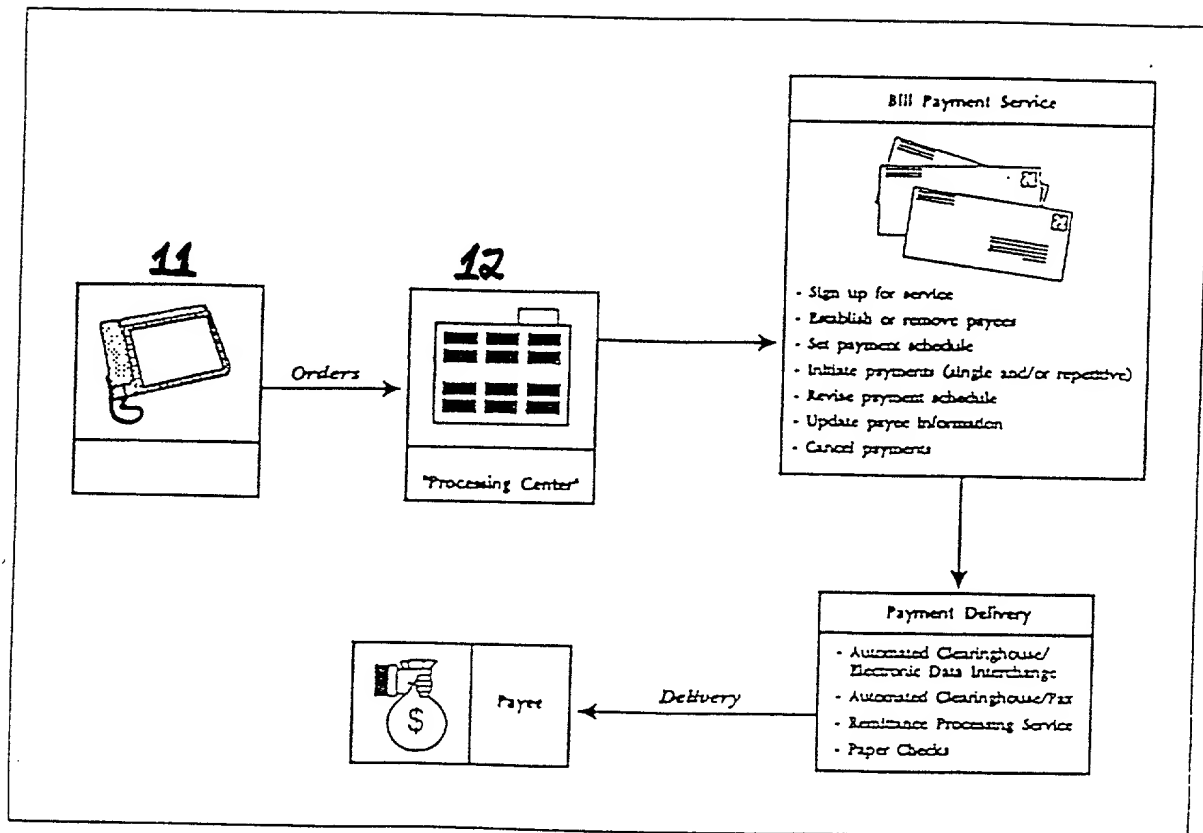 Bill Payment Service
11
12
- Sign up for service
- Establish or remove payees
- Set payment schedule
- Initiate payments (single and/or repetitive)
- Revise payment schedule
- Update payee information
- Cancel payments
Orders
"Processing Center"
Payment Delivery
- Automated Clearinghouse/
Electronic Data Interchange
- Automated Clearinghouse/Fax
- Remittance Processing Service
- Paper Checks
Delivery
$
Payee